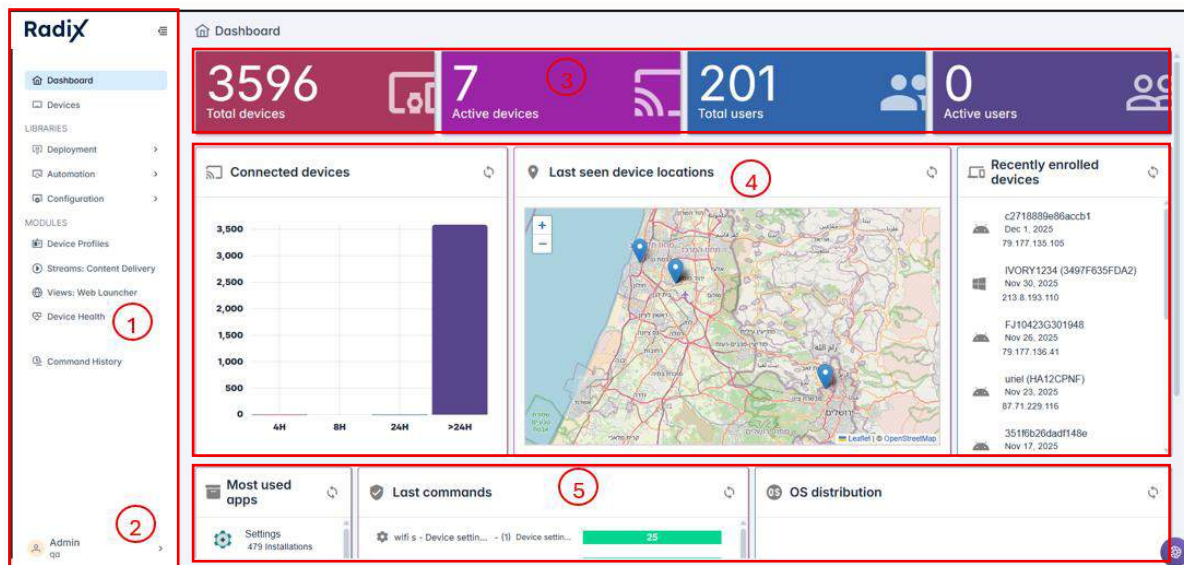 Radix
Dashboard
Devices
LIBRARIES
Deployment
Automation
Configuration
MODULES
Device Profiles
Streams: Content Delivery
Views: Web Launcher
Device Health
1
Command History
2
Admin
qa
Dashboard
3596
Total devices
7
Active devices
3
201
Total users
0
Active users
Connected devices
3,500
3,000
2,500
2,000
1,500
1,000
500
0
4H
8H
24H
>24H
Last seen device locations
4
+
−
ירושלים
Leaflet | © OpenStreetMap
Recently enrolled
devices
c2718889e86accb1
Dec 1, 2025
79.177.135.105
IVORY1234 (3497F635FDA2)
Nov 30, 2025
213.8.193.110
FJ10423G301948
Nov 26, 2025
79.177.136.41
uriel (HA12CPNF)
Nov 23, 2025
87.71.229.116
351f6b26dadf148e
Nov 17, 2025
Most used
apps
Settings
479 Installations
Last commands
5
wifi s - Device settin... - (1) Device settin...
25
OS distribution